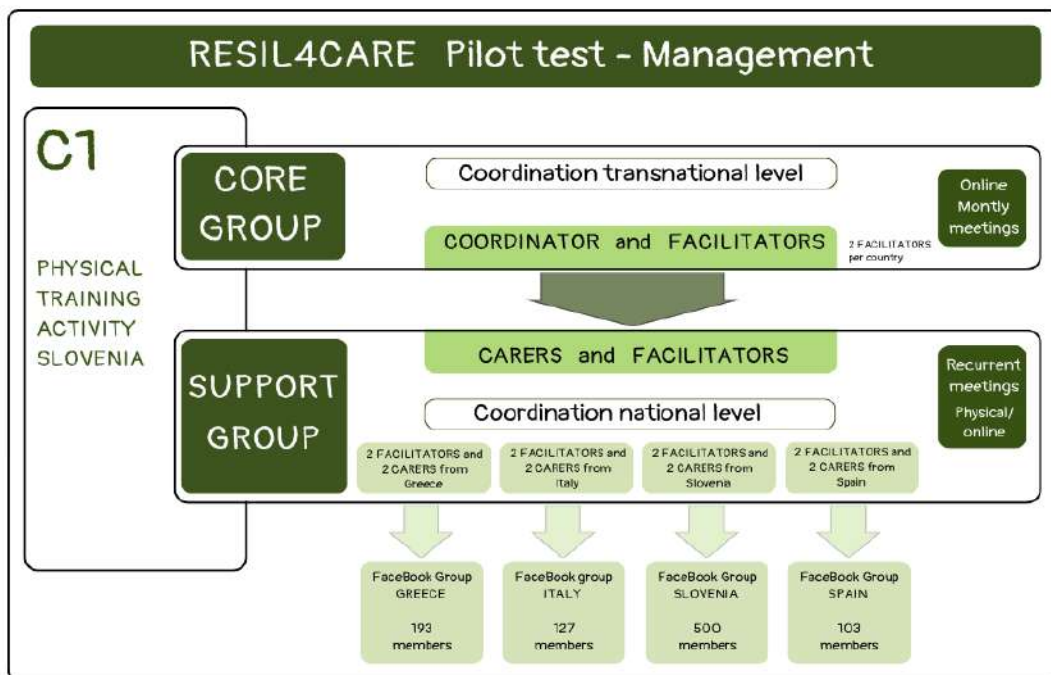 RESIL4CARE Pilot test - Management
C1
PHYSICAL
TRAINING
ACTIVITY
SLOVENIA
CORE
GROUP
Coordination transnational level
COORDINATOR and FACILITATORS
2 FACILITATORS
per country
Online
Montly
meetings
SUPPORT
GROUP
CARERS and FACILITATORS
Coordination national level
Recurrent
meetings
Physical/
online
2 FACILITATORS and
2 CARERS from
Greece
2 FACILITATORS and
2 CARERS from
Italy
2 FACILITATORS and
2 CARERS from
Slovenia
2 FACILITATORS and
2 CARERS from
Spain
FaceBook Group
GREECE
193
members
FaceBook group
ITALY
127
members
FaceBook Group
SLOVENIA
500
members
FaceBook Group
SPAIN
103
members